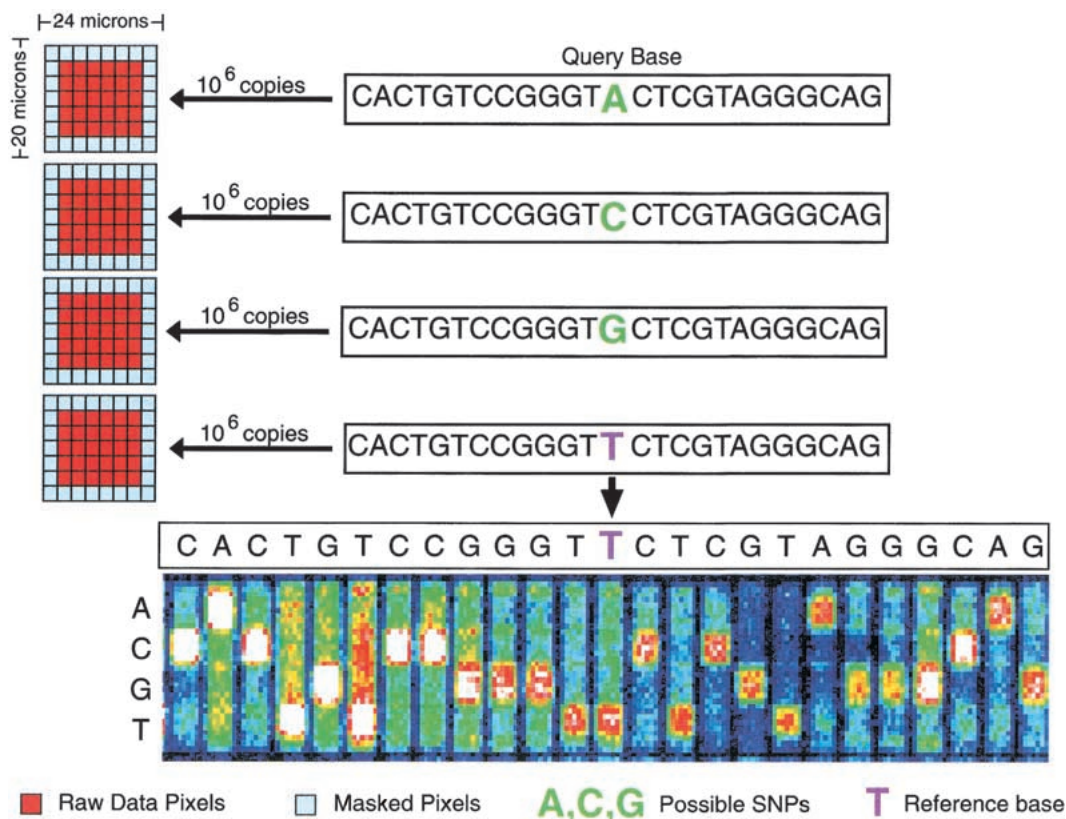 24 microns
20 microns
Query Base
10^6 copies
CACTGTCCGGGTACTCGTAGGGCAG
10^6 copies
CACTGTCCGGGTCCTCGTAGGGCAG
10^6 copies
CACTGTCCGGGTGCTCGTAGGGCAG
10^6 copies
CACTGTCCGGGTTCTCGTAGGGCAG
C A C T G T C C G G G T T C T C G T A G G G C A G
A
C
G
T
Raw Data Pixels
Masked Pixels
A,C,G Possible SNPs
T Reference base